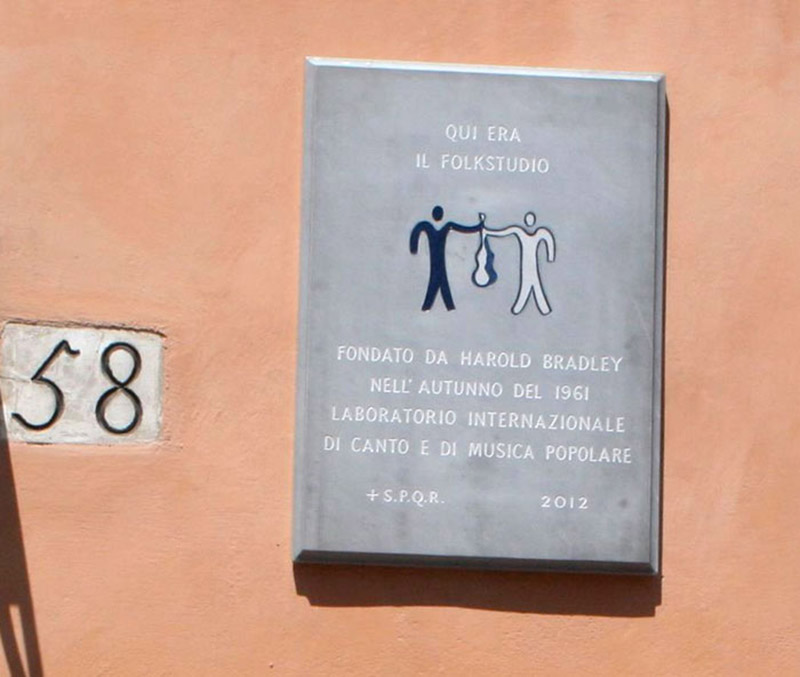 QUI ERA
IL FOLKSTUDIO
FONDATO DA HAROLD BRADLEY
NELL' AUTUNNO DEL 1961
LABORATORIO INTERNAZIONALE
DI CANTO E DI MUSICA POPOLARE
+ S.P.Q.R. 2012
58